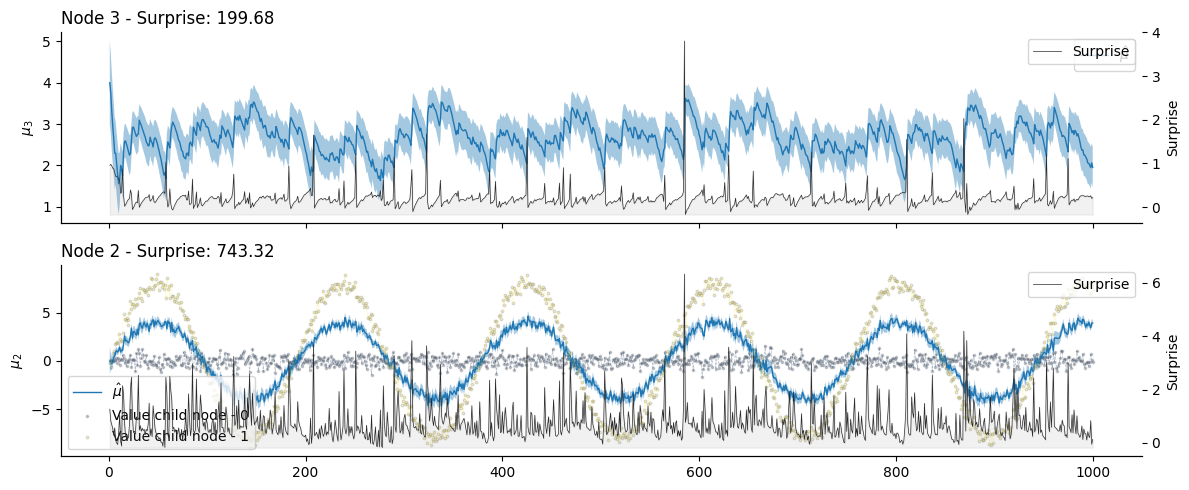 Node 3 - Surprise: 199.68
5
4
3
2
1
μ3
4
3
2
1
0
Surprise
Surprise
Node 2 - Surprise: 743.32
5
0
−5
μ2
6
4
2
0
Surprise
Surprise
μ̂
Value child node - 0
Value child node - 1
0
200
400
600
800
1000